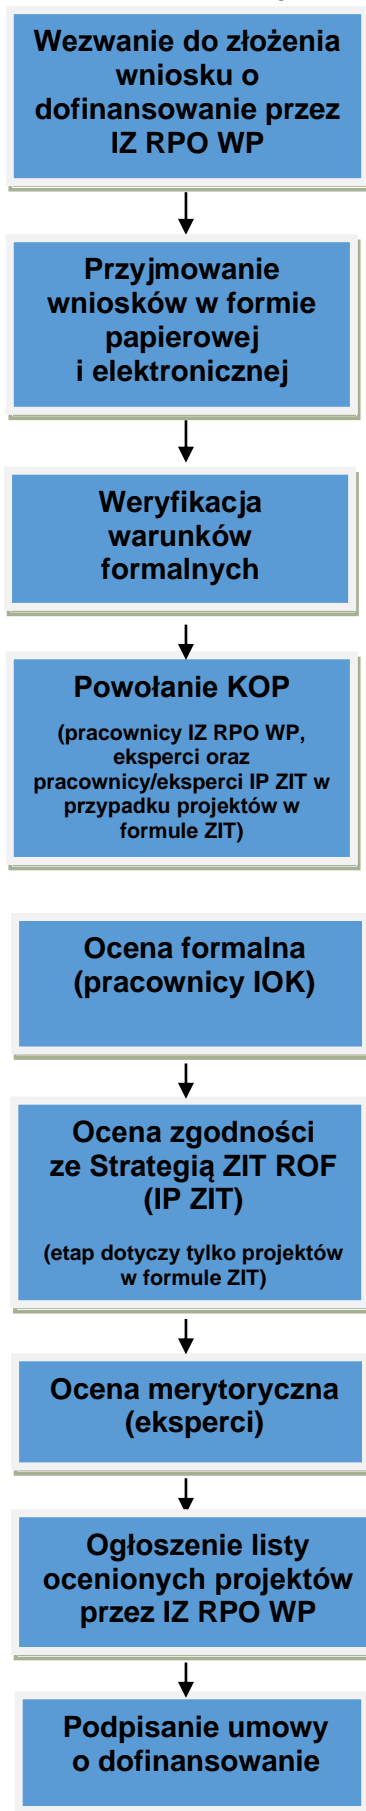 Wezwanie do złożenia
wniosku o
dofinansowanie przez
IZ RPO WP
Przyjmowanie
wniosków w formie
papierowej
i elektronicznej
Weryfikacja
warunków
formalnych
Powołanie KOP
(pracownicy IZ RPO WP,
eksperci oraz
pracownicy/eksperci IP ZIT w
przypadku projektów w
formule ZIT)
Ocena formalna
(pracownicy IOK)
Ocena zgodności
ze Strategią ZIT ROF
(IP ZIT)
(etap dotyczy tylko projektów
w formule ZIT)
Ocena merytoryczna
(eksperci)
Ogłoszenie listy
ocenionych projektów
przez IZ RPO WP
Podpisanie umowy
o dofinansowanie